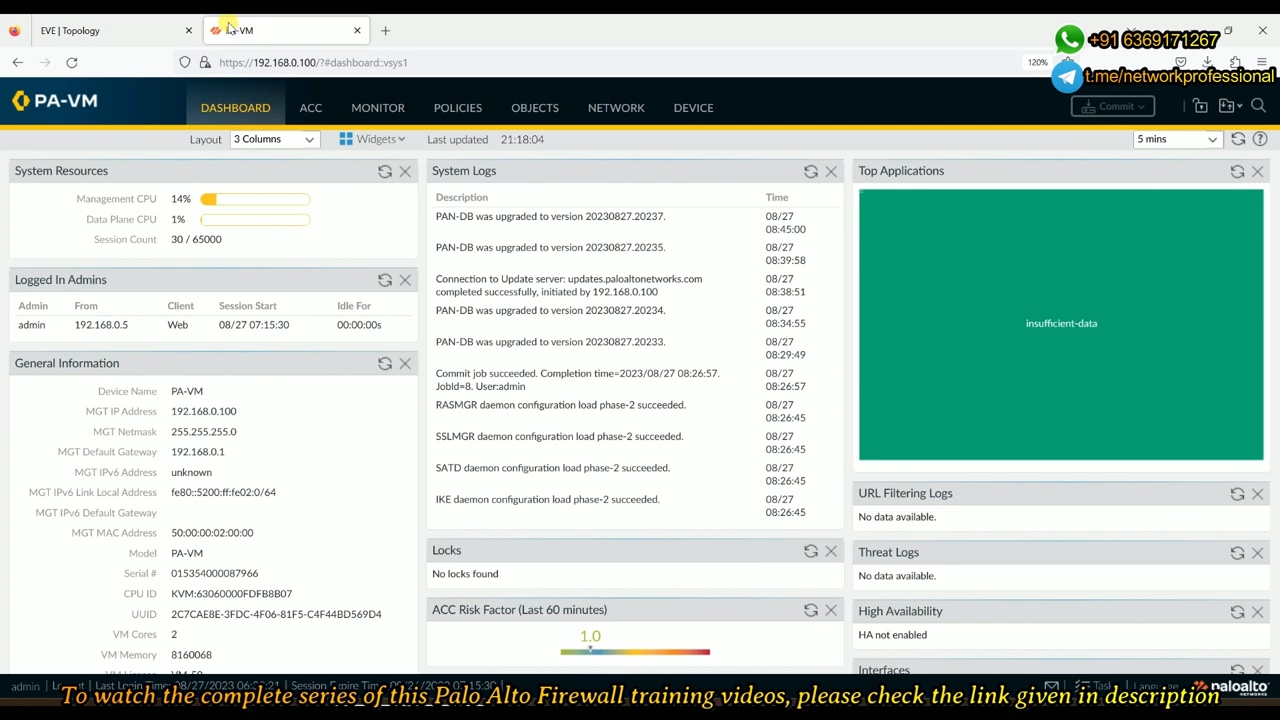 EVE | Topology
PA-VM
+91 6369171267
https://192.168.0.100/?#dashboard::vsys1
120%
t.me/networkprofessional
PA-VM
DASHBOARD
ACC
MONITOR
POLICIES
OBJECTS
NETWORK
DEVICE
Commit
Layout
3 Columns
Widgets
Last updated
21:18:04
5 mins
System Resources
Management CPU 14%
Data Plane CPU 1%
Session Count 30 / 65000
Logged In Admins
Admin From Client Session Start Idle For
admin 192.168.0.5 Web 08/27 07:15:30 00:00:00s
General Information
Device Name PA-VM
MGT IP Address 192.168.0.100
MGT Netmask 255.255.255.0
MGT Default Gateway 192.168.0.1
MGT IPv6 Address unknown
MGT IPv6 Link Local Address fe80::5200:ff:fe02:0/64
MGT IPv6 Default Gateway
MGT MAC Address 50:00:00:02:00:00
Model PA-VM
Serial # 015354000087966
CPU ID KVM:63060000FDFB8B07
UUID 2C7CAE8E-3FDC-4F06-81F5-C4F44BD569D4
VM Cores 2
VM Memory 8160068
System Logs
Description Time
PAN-DB was upgraded to version 20230827.20237. 08/27
08:45:00
PAN-DB was upgraded to version 20230827.20235. 08/27
08:39:58
Connection to Update server: updates.paloaltonetworks.com 08/27
completed successfully, initiated by 192.168.0.100 08:38:51
PAN-DB was upgraded to version 20230827.20234. 08/27
08:34:55
PAN-DB was upgraded to version 20230827.20233. 08/27
08:29:49
Commit job succeeded. Completion time=2023/08/27 08:26:57. 08/27
JobId=8. User:admin 08:26:57
RASMGR daemon configuration load phase-2 succeeded. 08/27
08:26:45
SSLMGR daemon configuration load phase-2 succeeded. 08/27
08:26:45
SATD daemon configuration load phase-2 succeeded. 08/27
08:26:45
IKE daemon configuration load phase-2 succeeded. 08/27
08:26:45
Locks
No locks found
ACC Risk Factor (Last 60 minutes)
1.0
Top Applications
insufficient-data
URL Filtering Logs
No data available.
Threat Logs
No data available.
High Availability
HA not enabled
Interfaces
admin
paloalto
NETWORKS
To watch the complete series of this Palo Alto Firewall training videos, please check the link given in description